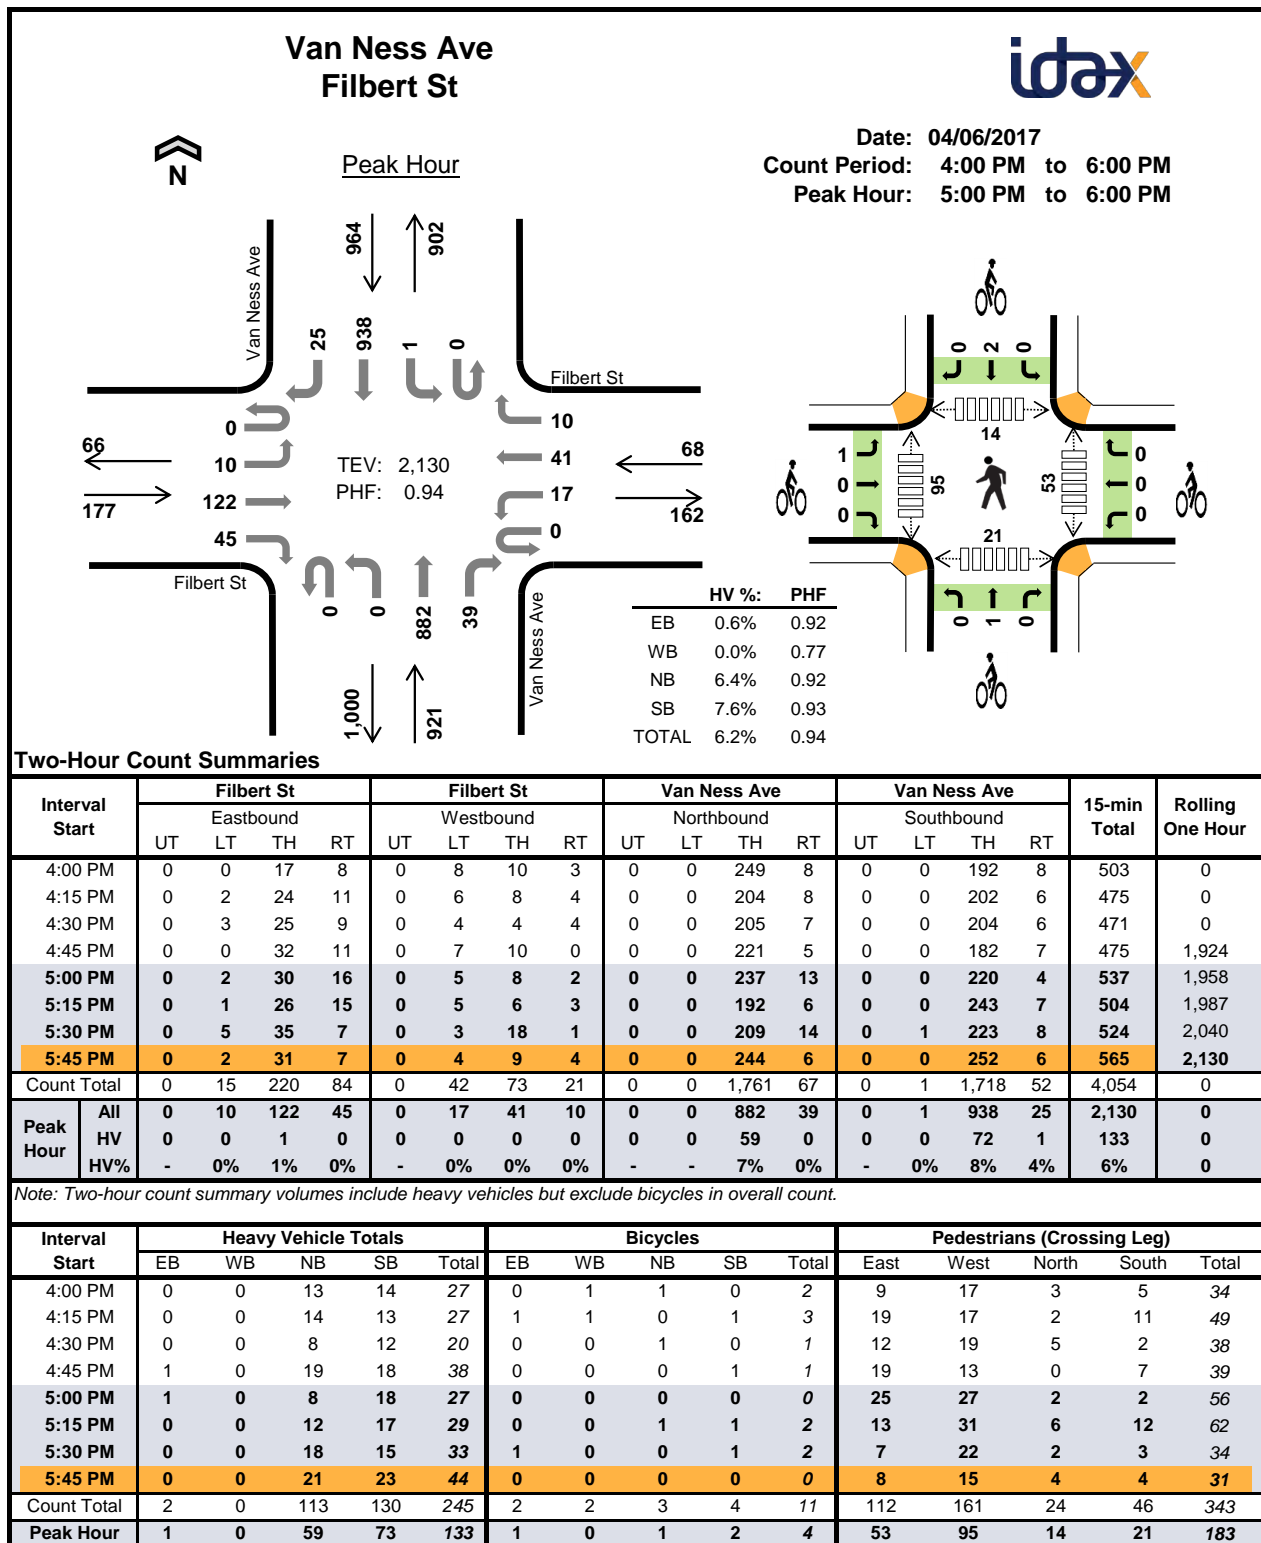 Van Ness Ave
Filbert St
idax
Date: 04/06/2017
Count Period: 4:00 PM to 6:00 PM
Peak Hour: 5:00 PM to 6:00 PM
N
Peak Hour
964
902
Van Ness Ave
25
938
1
0
Filbert St
0
10
122
45
66
177
TEV: 2,130
PHF: 0.94
10
41
17
0
68
162
Filbert St
0
0
882
39
Van Ness Ave
1,000
921
0 2 0
14
1
0
0
95
53
0
0
0
21
0 1 0
HV %: PHF
EB 0.6% 0.92
WB 0.0% 0.77
NB 6.4% 0.92
SB 7.6% 0.93
TOTAL 6.2% 0.94
Two-Hour Count Summaries
Interval Start Filbert St Filbert St Van Ness Ave Van Ness Ave 15-min Total Rolling One Hour
Eastbound Westbound Northbound Southbound
UT LT TH RT UT LT TH RT UT LT TH RT UT LT TH RT
4:00 PM 0 0 17 8 0 8 10 3 0 0 249 8 0 0 192 8 503 0
4:15 PM 0 2 24 11 0 6 8 4 0 0 204 8 0 0 202 6 475 0
4:30 PM 0 3 25 9 0 4 4 4 0 0 205 7 0 0 204 6 471 0
4:45 PM 0 0 32 11 0 7 10 0 0 0 221 5 0 0 182 7 475 1,924
5:00 PM 0 2 30 16 0 5 8 2 0 0 237 13 0 0 220 4 537 1,958
5:15 PM 0 1 26 15 0 5 6 3 0 0 192 6 0 0 243 7 504 1,987
5:30 PM 0 5 35 7 0 3 18 1 0 0 209 14 0 1 223 8 524 2,040
5:45 PM 0 2 31 7 0 4 9 4 0 0 244 6 0 0 252 6 565 2,130
Count Total 0 15 220 84 0 42 73 21 0 0 1,761 67 0 1 1,718 52 4,054 0
Peak Hour All 0 10 122 45 0 17 41 10 0 0 882 39 0 1 938 25 2,130 0
HV 0 0 1 0 0 0 0 0 0 0 59 0 0 0 72 1 133 0
HV% - 0% 1% 0% - 0% 0% 0% - - 7% 0% - 0% 8% 4% 6% 0
Note: Two-hour count summary volumes include heavy vehicles but exclude bicycles in overall count.
Interval Start Heavy Vehicle Totals Bicycles Pedestrians (Crossing Leg)
EB WB NB SB Total EB WB NB SB Total East West North South Total
4:00 PM 0 0 13 14 27 0 1 1 0 2 9 17 3 5 34
4:15 PM 0 0 14 13 27 1 1 0 1 3 19 17 2 11 49
4:30 PM 0 0 8 12 20 0 0 1 0 1 12 19 5 2 38
4:45 PM 1 0 19 18 38 0 0 0 1 1 19 13 0 7 39
5:00 PM 1 0 8 18 27 0 0 0 0 0 25 27 2 2 56
5:15 PM 0 0 12 17 29 0 0 1 1 2 13 31 6 12 62
5:30 PM 0 0 18 15 33 1 0 0 1 2 7 22 2 3 34
5:45 PM 0 0 21 23 44 0 0 0 0 0 8 15 4 4 31
Count Total 2 0 113 130 245 2 2 3 4 11 112 161 24 46 343
Peak Hour 1 0 59 73 133 1 0 1 2 4 53 95 14 21 183